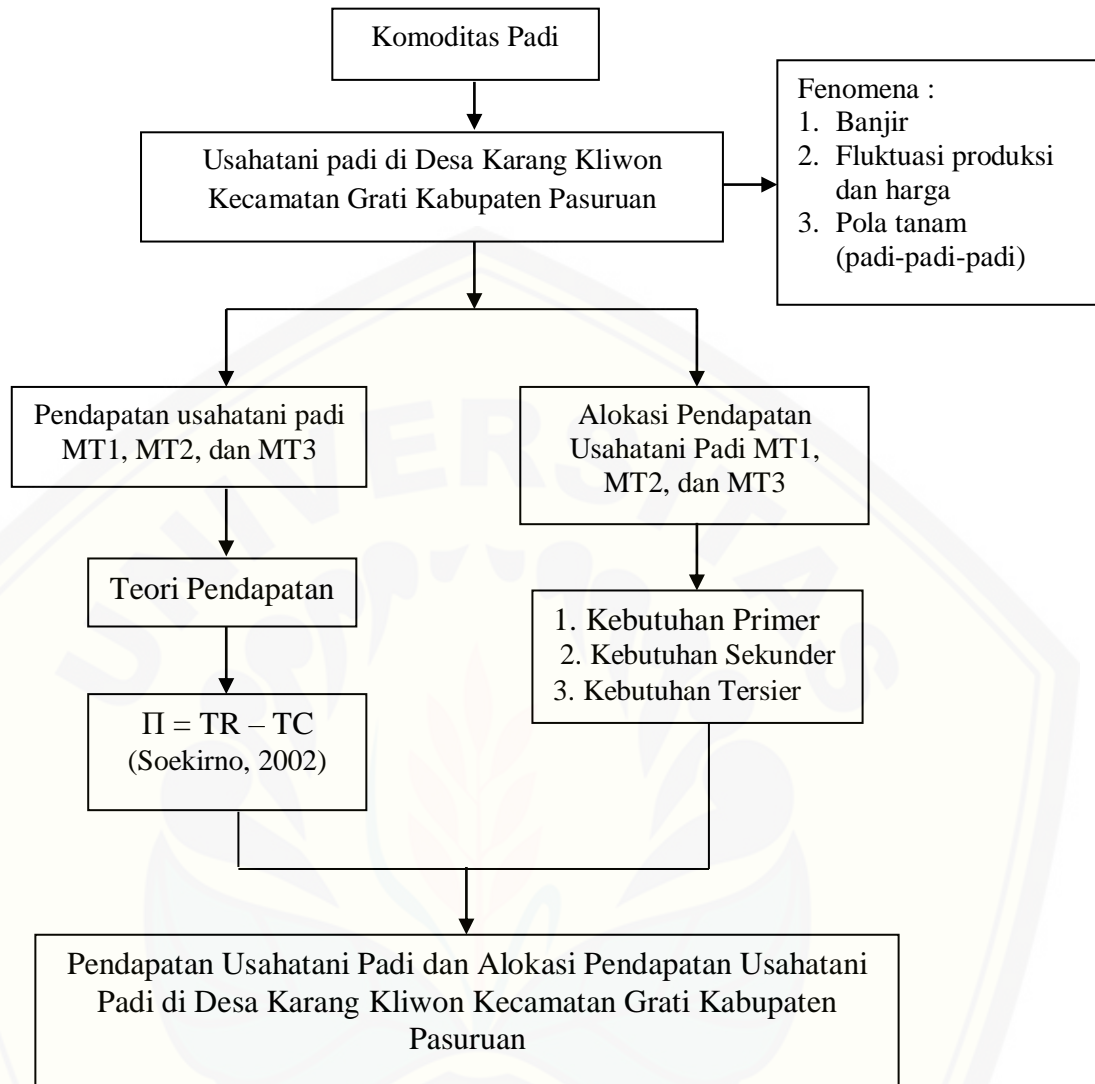 Komoditas Padi
Usahatani padi di Desa Karang Kliwon
Kecamatan Grati Kabupaten Pasuruan
Fenomena :
1. Banjir
2. Fluktuasi produksi
dan harga
3. Pola tanam
(padi-padi-padi)
Pendapatan usahatani padi
MT1, MT2, dan MT3
Alokasi Pendapatan
Usahatani Padi MT1,
MT2, dan MT3
Teori Pendapatan
1. Kebutuhan Primer
2. Kebutuhan Sekunder
3. Kebutuhan Tersier
Π = TR – TC
(Soekirno, 2002)
Pendapatan Usahatani Padi dan Alokasi Pendapatan Usahatani
Padi di Desa Karang Kliwon Kecamatan Grati Kabupaten
Pasuruan
UNIVERSITAS